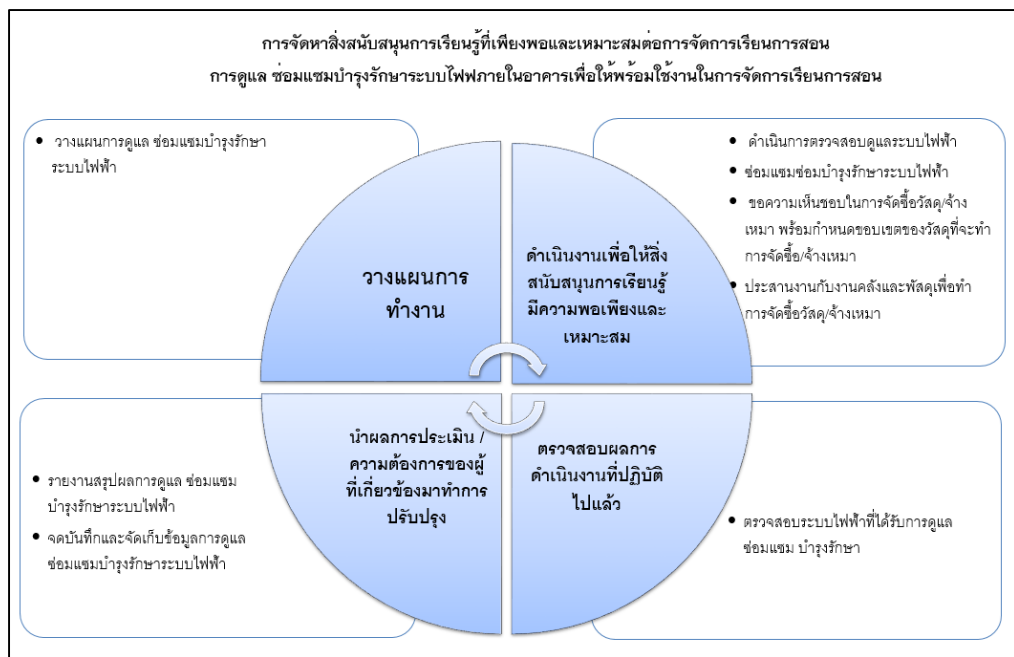 การจัดหาสิ่งสนับสนุนการเรียนรู้ที่เพียงพอและเหมาะสมต่อการจัดการเรียนการสอน
การดูแล ซ่อมแซมบำรุงรักษาระบบไฟฟภายในอาคารเพื่อให้พร้อมใช้งานในการจัดการเรียนการสอน
• วางแผนการดูแล ซ่อมแซมบำรุงรักษา
ระบบไฟฟ้า
วางแผนการ
ทำงาน
ดำเนินงานเพื่อให้สิ่ง
สนับสนุนการเรียนรู้
มีความพอเพียงและ
เหมาะสม
• ดำเนินการตรวจสอบดูแลระบบไฟฟ้า
• ซ่อมแซมซ่อมบำรุงรักษาระบบไฟฟ้า
• ขอความเห็นชอบในการจัดซื้อวัสดุ/จ้าง
เหมา พร้อมกำหนดขอบเขตของวัสดุที่จะทำ
การจัดซื้อ/จ้างเหมา
• ประสานงานกับงานคลังและพัสดุเพื่อทำ
การจัดซื้อวัสดุ/จ้างเหมา
• รายงานสรุปผลการดูแล ซ่อมแซม
บำรุงรักษาระบบไฟฟ้า
• จดบันทึกและจัดเก็บข้อมูลการดูแล
ซ่อมแซมบำรุงรักษาระบบไฟฟ้า
นำผลการประเมิน /
ความต้องการของผู้
ที่เกี่ยวข้องมาทำการ
ปรับปรุง
ตรวจสอบผลการ
ดำเนินงานที่ปฏิบัติ
ไปแล้ว
• ตรวจสอบระบบไฟฟ้าที่ได้รับการดูแล
ซ่อมแซม บำรุงรักษา